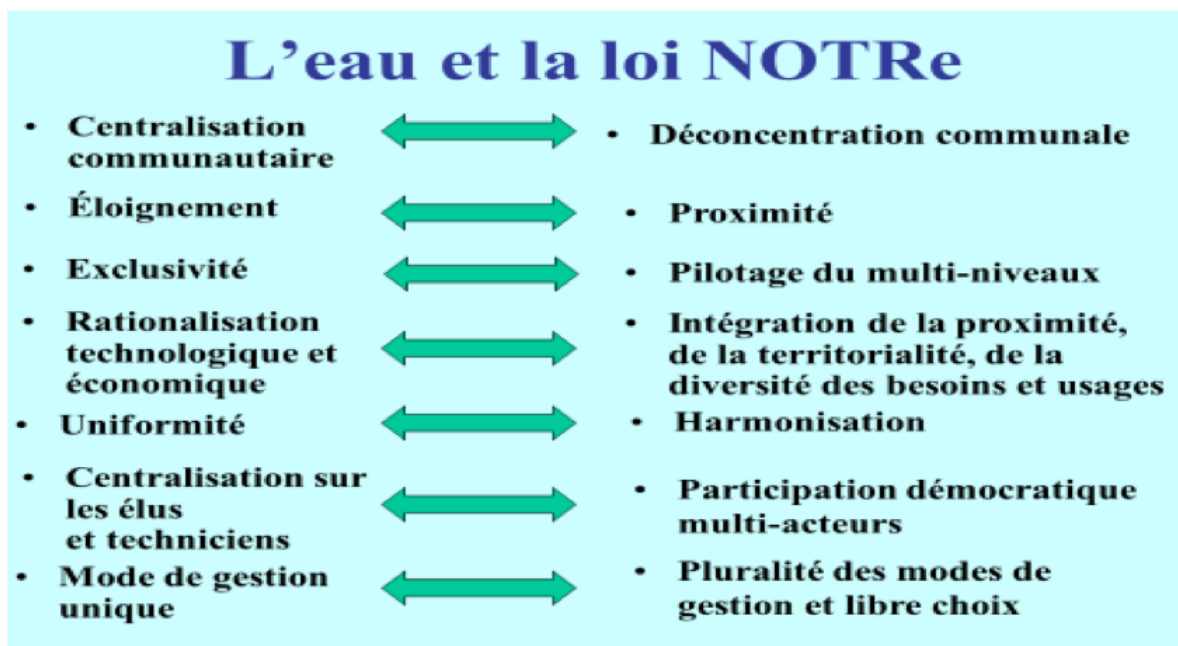 L’eau et la loi NOTRe
• Centralisation
communautaire
• Déconcentration communale
• Éloignement
• Proximité
• Exclusivité
• Pilotage du multi-niveaux
• Rationalisation
technologique et
économique
• Intégration de la proximité,
de la territorialité, de la
diversité des besoins et usages
• Uniformité
• Harmonisation
• Centralisation sur
les élus
et techniciens
• Participation démocratique
multi-acteurs
• Mode de gestion
unique
• Pluralité des modes de
gestion et libre choix